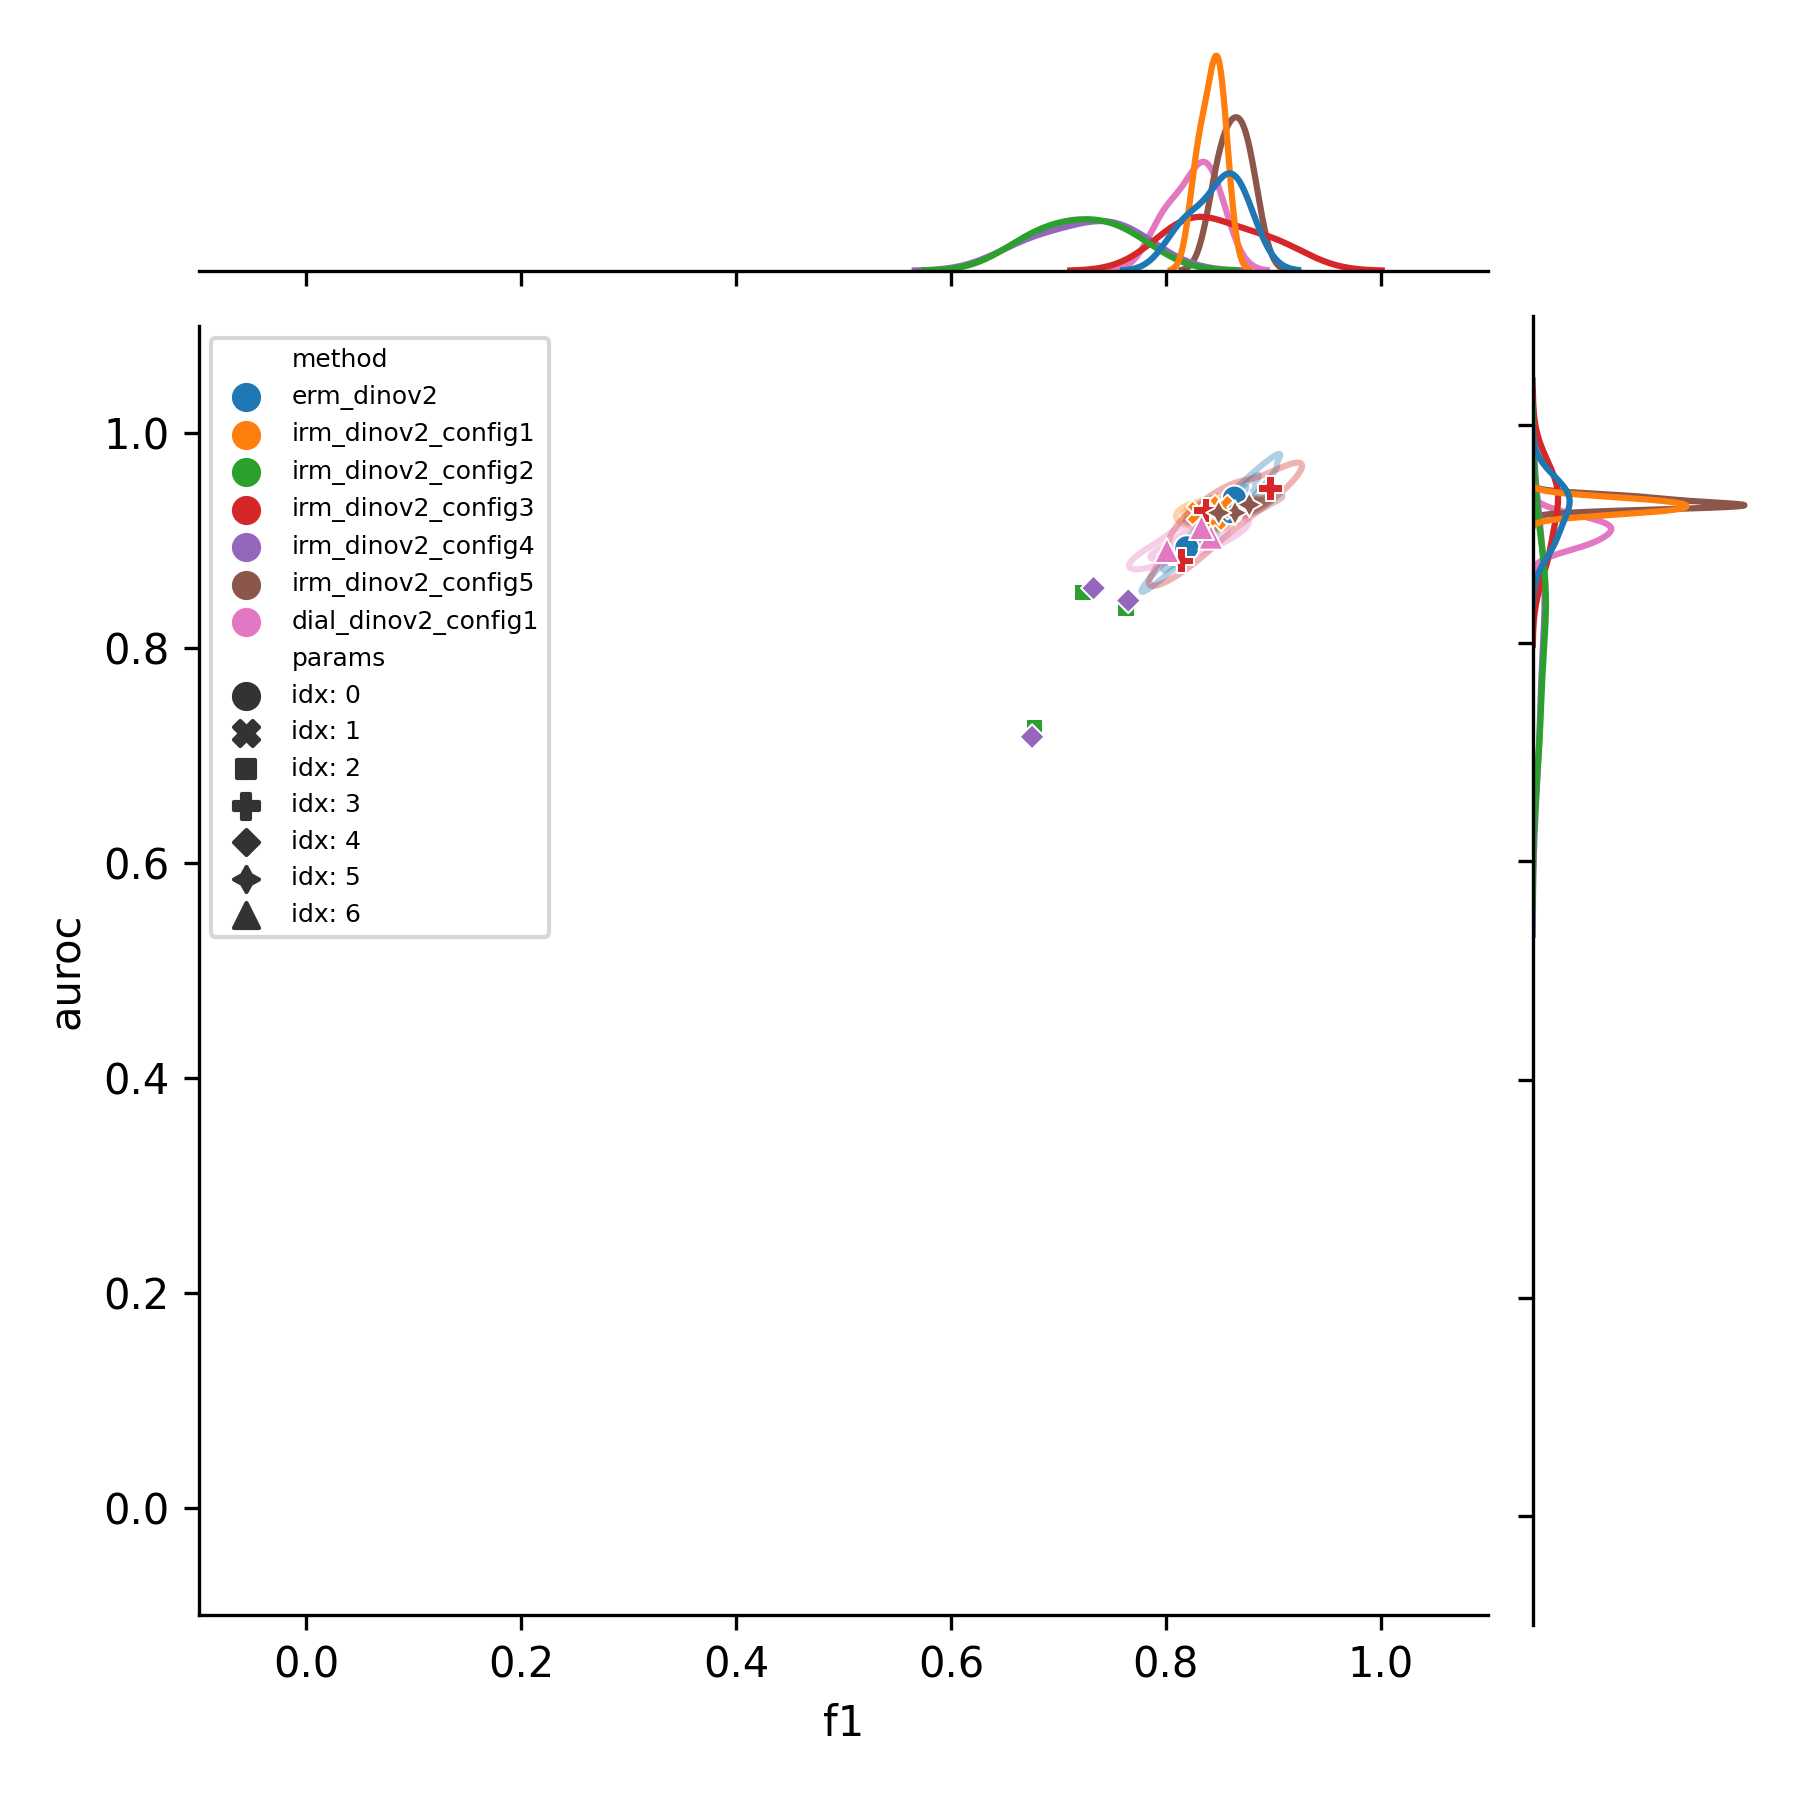 method
erm_dinov2
irm_dinov2_config1
irm_dinov2_config2
irm_dinov2_config3
irm_dinov2_config4
irm_dinov2_config5
dial_dinov2_config1
params
idx: 0
idx: 1
idx: 2
idx: 3
idx: 4
idx: 5
idx: 6
1.0
0.8
0.6
0.4
0.2
0.0
auroc
0.0 0.2 0.4 0.6 0.8 1.0
f1